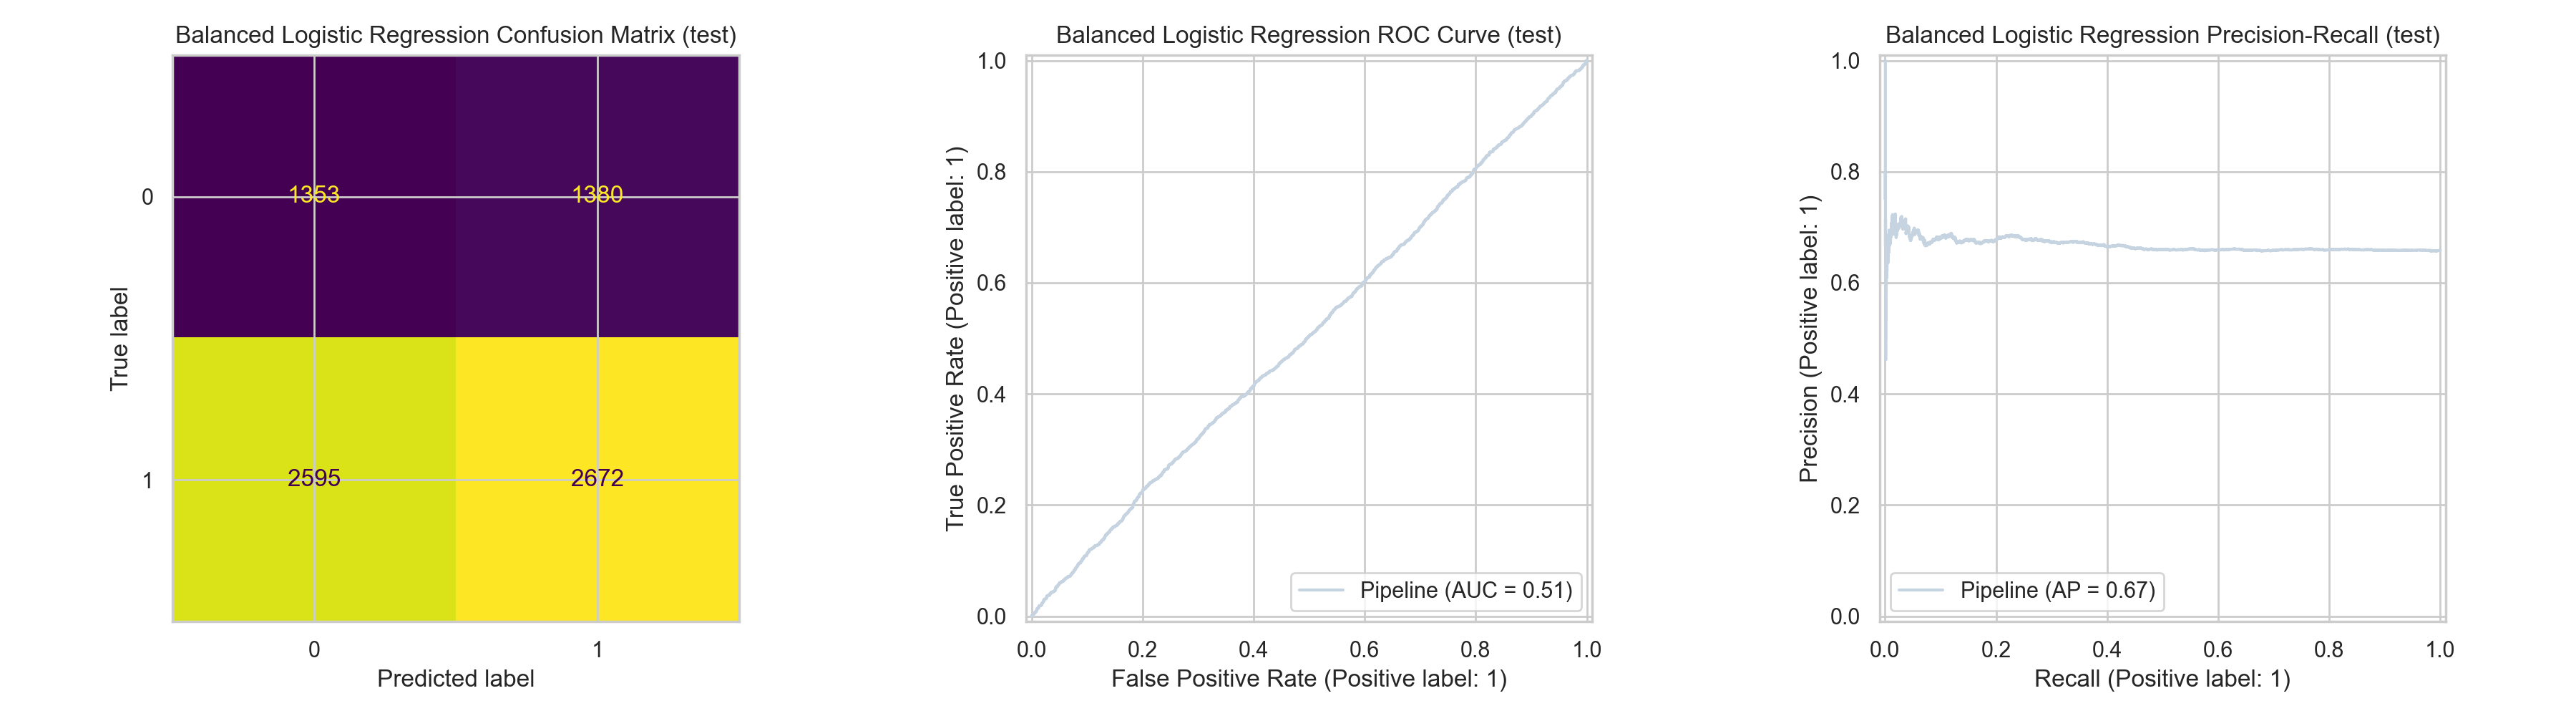 Balanced Logistic Regression Confusion Matrix (test)
True label
0
1
1353
1380
2595
2672
0
1
Predicted label
Balanced Logistic Regression ROC Curve (test)
True Positive Rate (Positive label: 1)
1.0
0.8
0.6
0.4
0.2
0.0
Pipeline (AUC = 0.51)
0.0
0.2
0.4
0.6
0.8
1.0
False Positive Rate (Positive label: 1)
Balanced Logistic Regression Precision-Recall (test)
Precision (Positive label: 1)
1.0
0.8
0.6
0.4
0.2
0.0
Pipeline (AP = 0.67)
0.0
0.2
0.4
0.6
0.8
1.0
Recall (Positive label: 1)